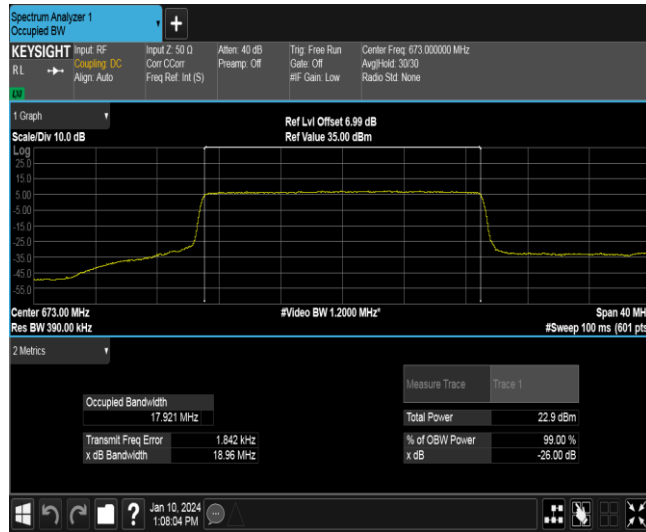 Spectrum Analyzer 1
Occupied BW
+
KEYSIGHT
RL
LXI
Input: RF
Coupling: DC
Align: Auto
Input Z: 50 Ω
Corr CCorr
Freq Ref: Int (S)
Atten: 40 dB
Preamp: Off
Trig: Free Run
Gate: Off
#IF Gain: Low
Center Freq: 673.000000 MHz
Avg|Hold: 30/30
Radio Std: None
1 Graph
Scale/Div 10.0 dB
Ref Lvl Offset 6.99 dB
Ref Value 35.00 dBm
Log
25.0
15.0
5.00
-5.00
-15.0
-25.0
-35.0
-45.0
-55.0
Center 673.00 MHz
#Video BW 1.2000 MHz*
Span 40 MH
Res BW 390.00 kHz
#Sweep 100 ms (601 pts
2 Metrics
Measure Trace Trace 1
Occupied Bandwidth
17.921 MHz
Total Power 22.9 dBm
Transmit Freq Error 1.842 kHz
% of OBW Power 99.00 %
x dB Bandwidth 18.96 MHz
x dB -26.00 dB
?
Jan 10, 2024
1:08:04 PM